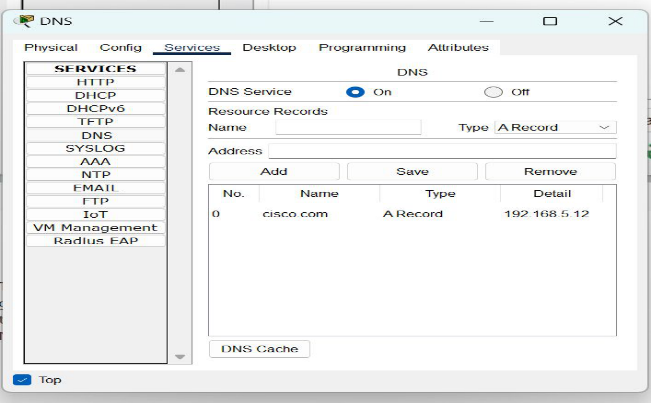 DNS
Physical Config Services Desktop Programming Attributes
SERVICES
HTTP
DHCP
DHCPv6
TFTP
DNS
SYSLOG
AAA
NTP
EMAIL
FTP
IoT
VM Management
Radius EAP
DNS
DNS Service On Off
Resource Records
Name Type A Record
Address
Add Save Remove
No. Name Type Detail
0 cisco.com A Record 192.168.5.12
DNS Cache
Top